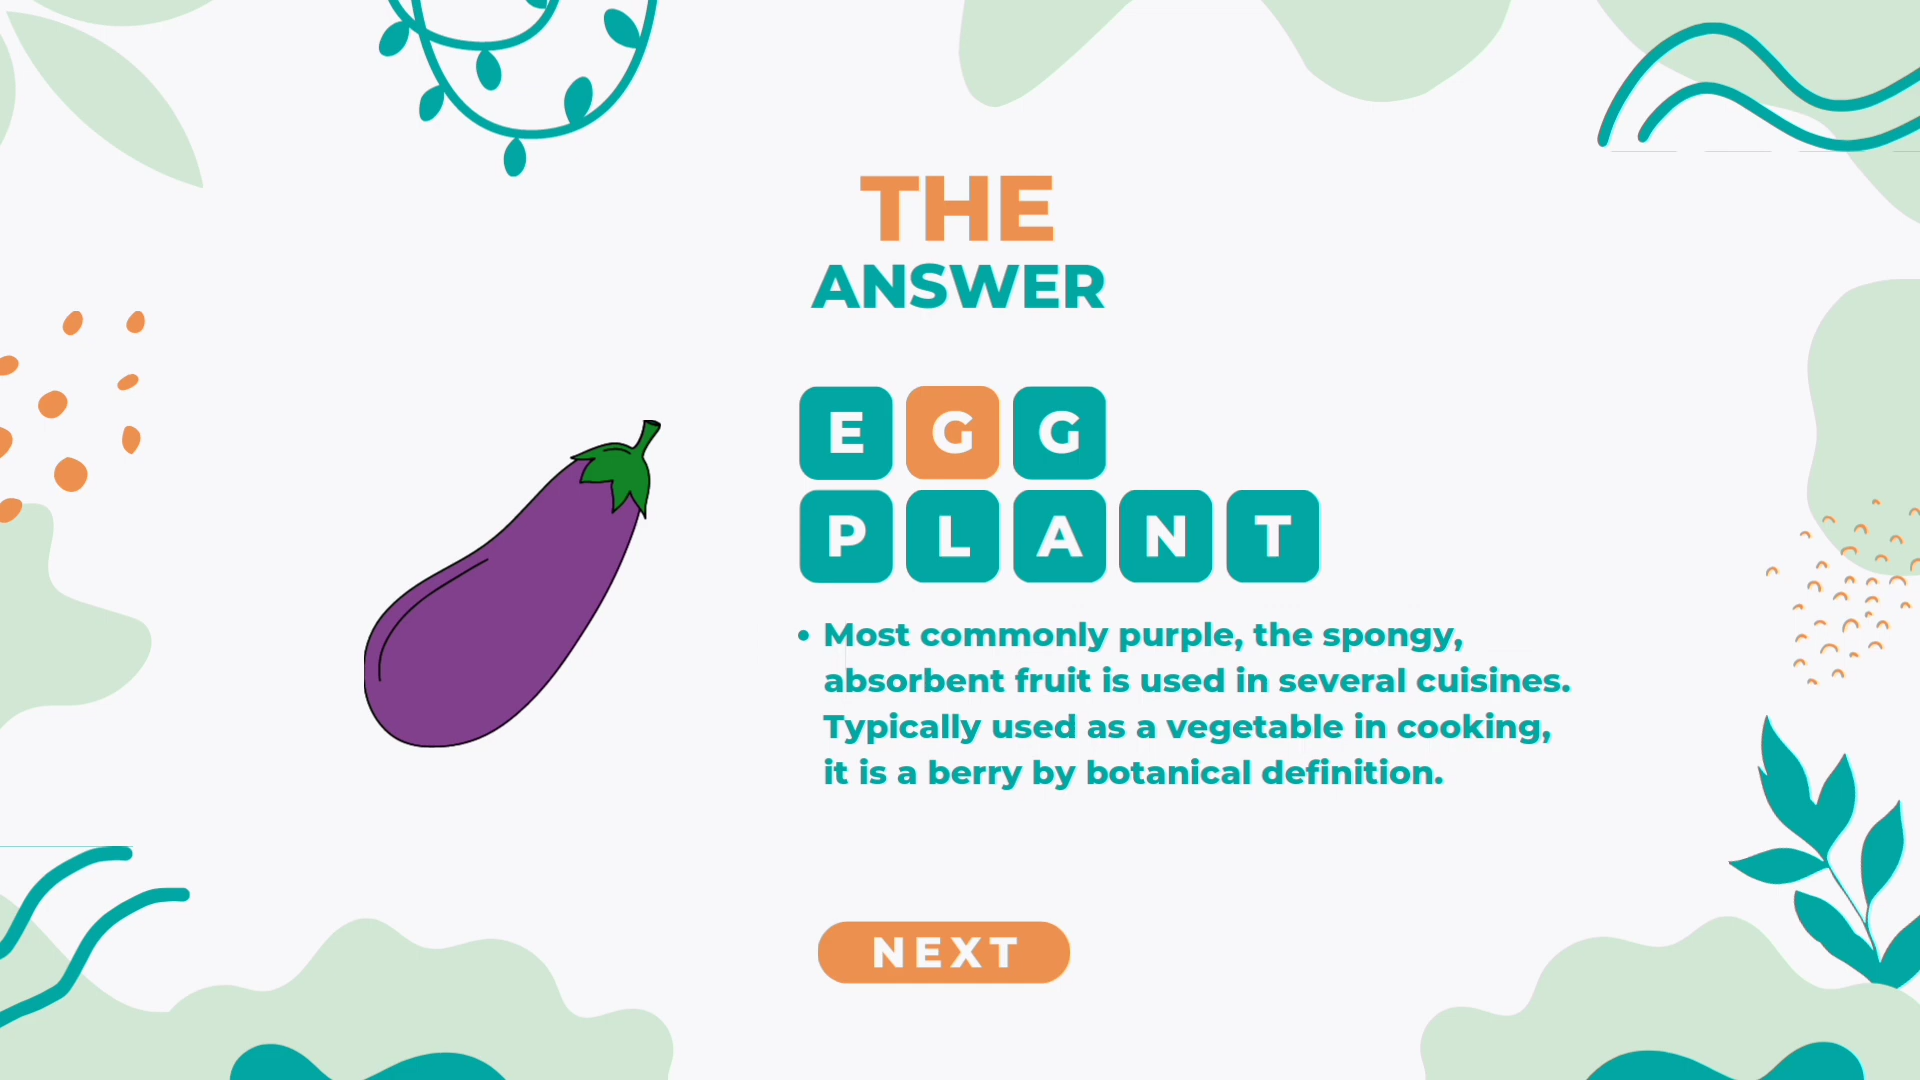 THE
ANSWER
EGG
PLANT
• Most commonly purple, the spongy,
absorbent fruit is used in several cuisines.
Typically used as a vegetable in cooking,
it is a berry by botanical definition.
NEXT